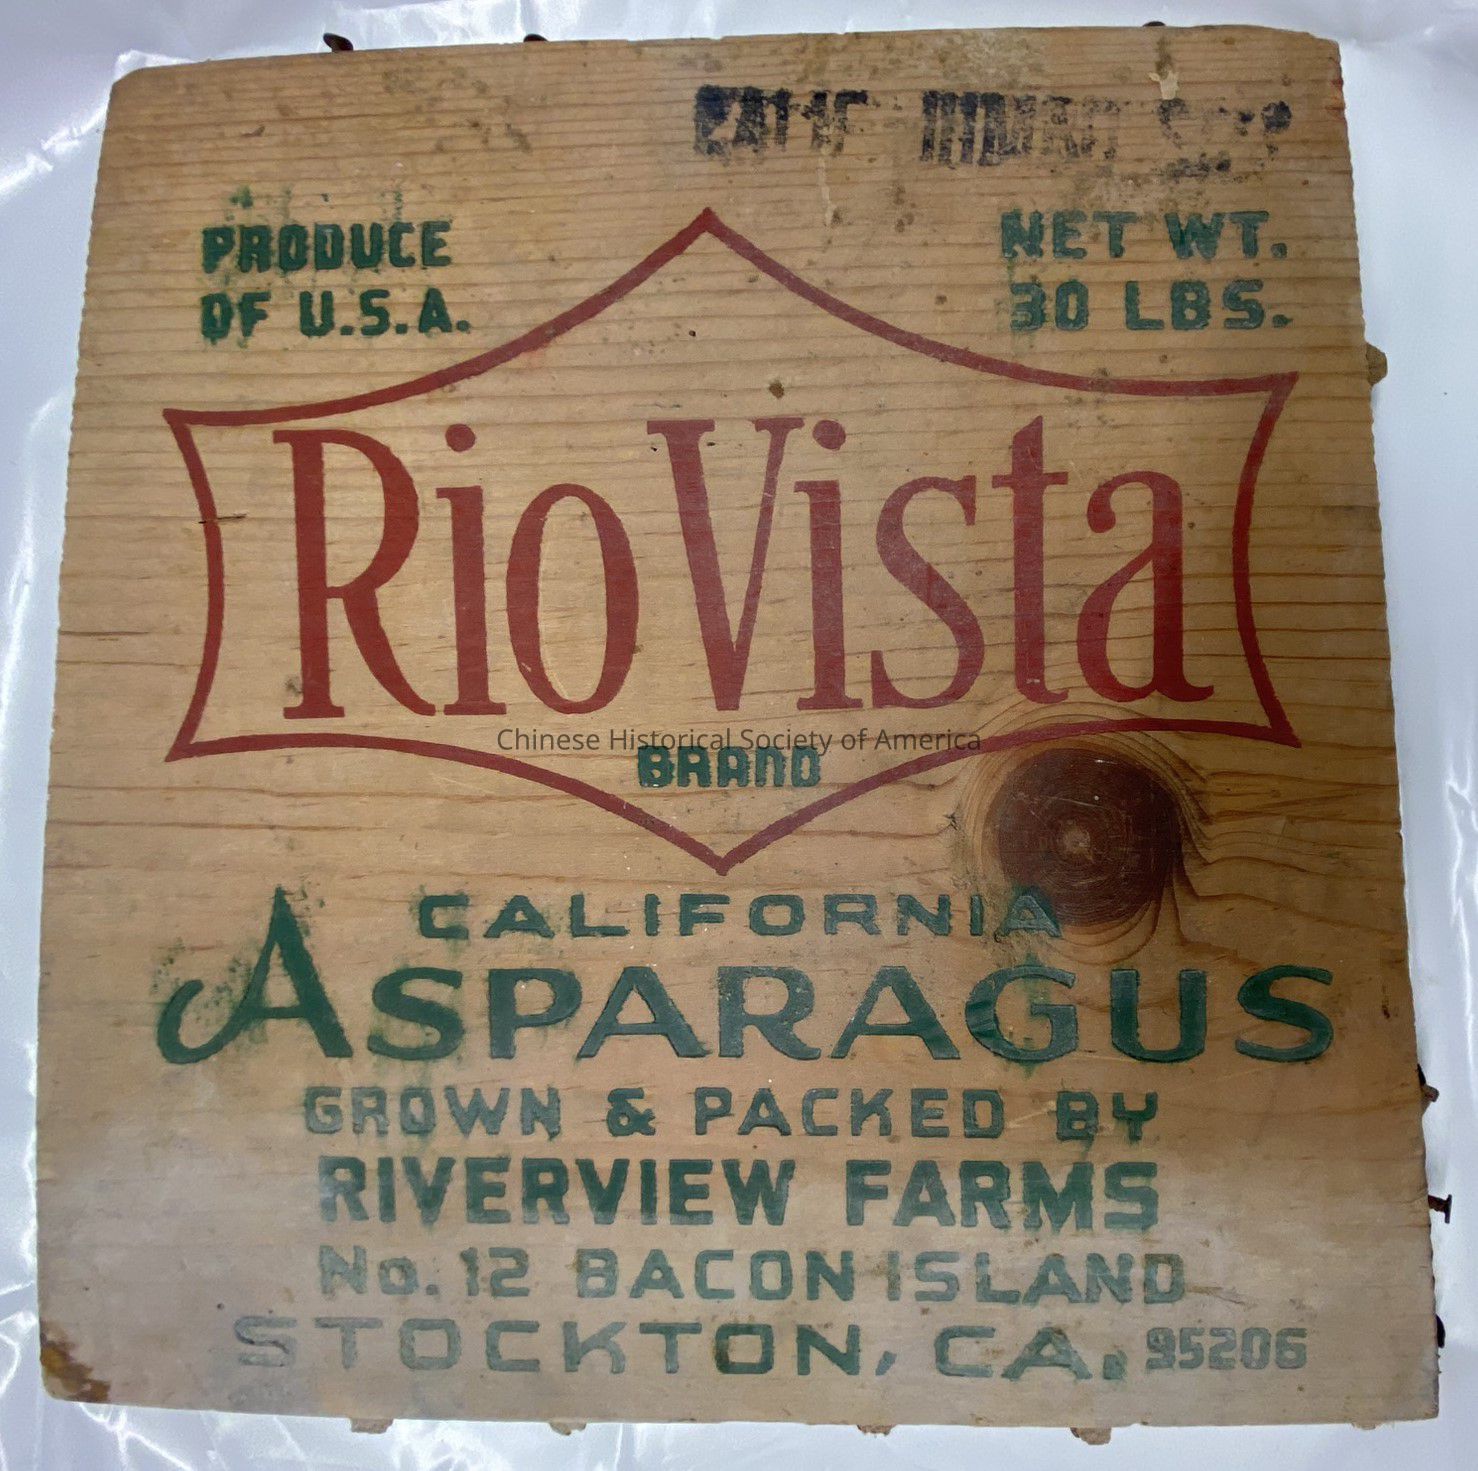 PRODUCE
OF U.S.A.
NET WT.
30 LBS.
Rio Vista
Chinese Historical Society of America
BRAND
CALIFORNIA
ASPARAGUS
GROWN & PACKED BY
RIVERVIEW FARMS
No. 12 BACON ISLAND
STOCKTON, CA. 95206